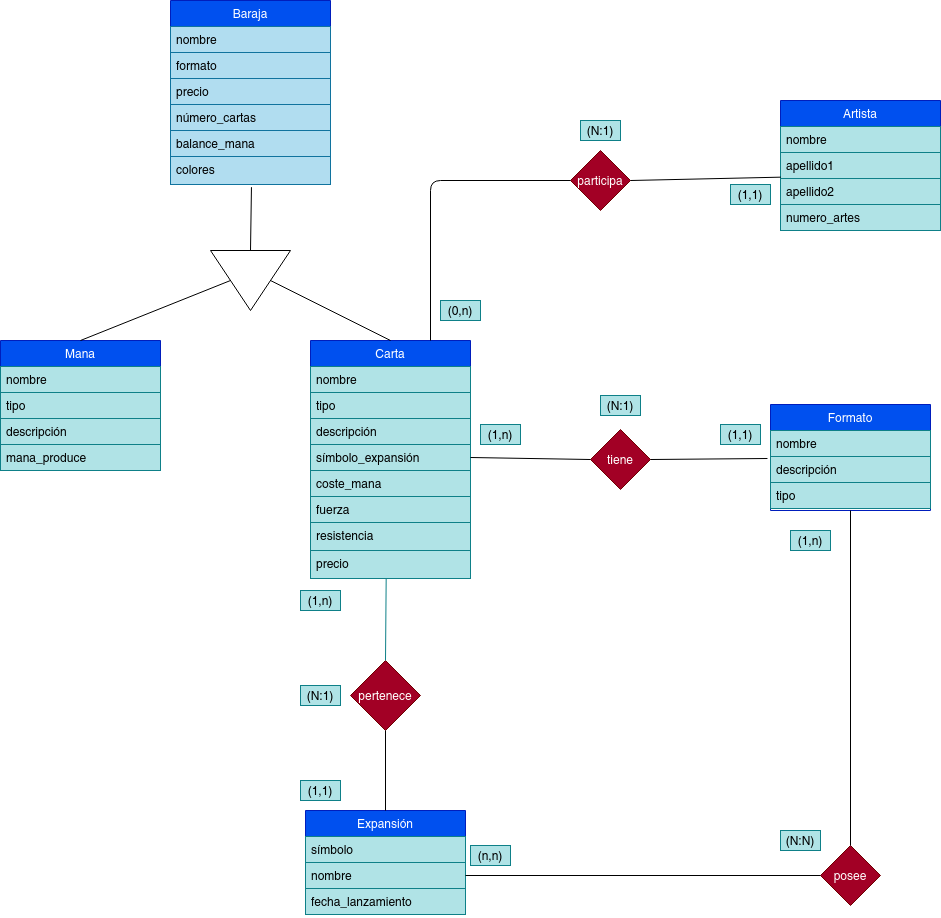 Baraja
nombre
formato
precio
número_cartas
balance_mana
colores
(N:1)
participa
(1,1)
(0,n)
Artista
nombre
apellido1
apellido2
numero_artes
Mana
nombre
tipo
descripción
mana_produce
Carta
nombre
tipo
descripción
símbolo_expansión
coste_mana
fuerza
resistencia
precio
(1,n)
(N:1)
tiene
(1,1)
Formato
nombre
descripción
tipo
(1,n)
(1,n)
(N:1)
pertenece
(1,1)
Expansión
símbolo
nombre
fecha_lanzamiento
(n,n)
(N:N)
posee